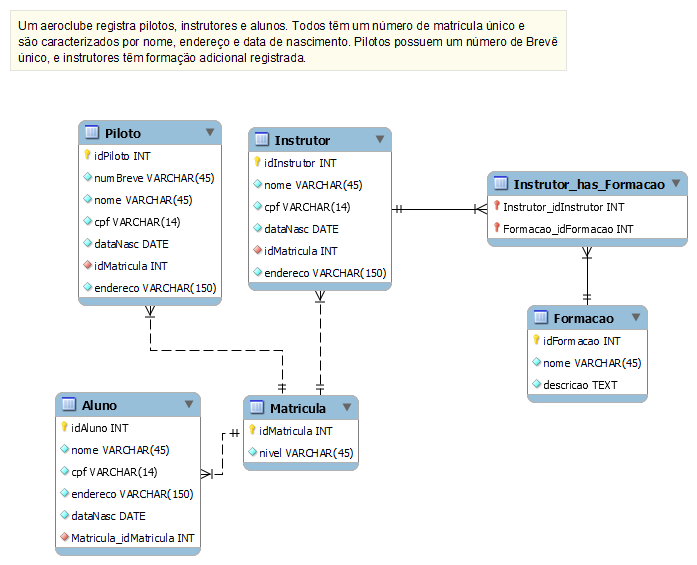 Um aeroclube registra pilotos, instrutores e alunos. Todos têm um número de matrícula único e
são caracterizados por nome, endereço e data de nascimento. Pilotos possuem um número de Brevê
único, e instrutores têm formação adicional registrada.
Piloto
idPiloto INT
numBreve VARCHAR(45)
nome VARCHAR(45)
cpf VARCHAR(14)
dataNasc DATE
idMatricula INT
endereco VARCHAR(150)
Instrutor
idInstrutor INT
nome VARCHAR(45)
cpf VARCHAR(14)
dataNasc DATE
idMatricula INT
endereco VARCHAR(150)
Instrutor_has_Formacao
Instrutor_idInstrutor INT
Formacao_idFormacao INT
Formacao
idFormacao INT
nome VARCHAR(45)
descricao TEXT
Aluno
idAluno INT
nome VARCHAR(45)
cpf VARCHAR(14)
endereco VARCHAR(150)
dataNasc DATE
Matricula_idMatricula INT
Matricula
idMatricula INT
nivel VARCHAR(45)